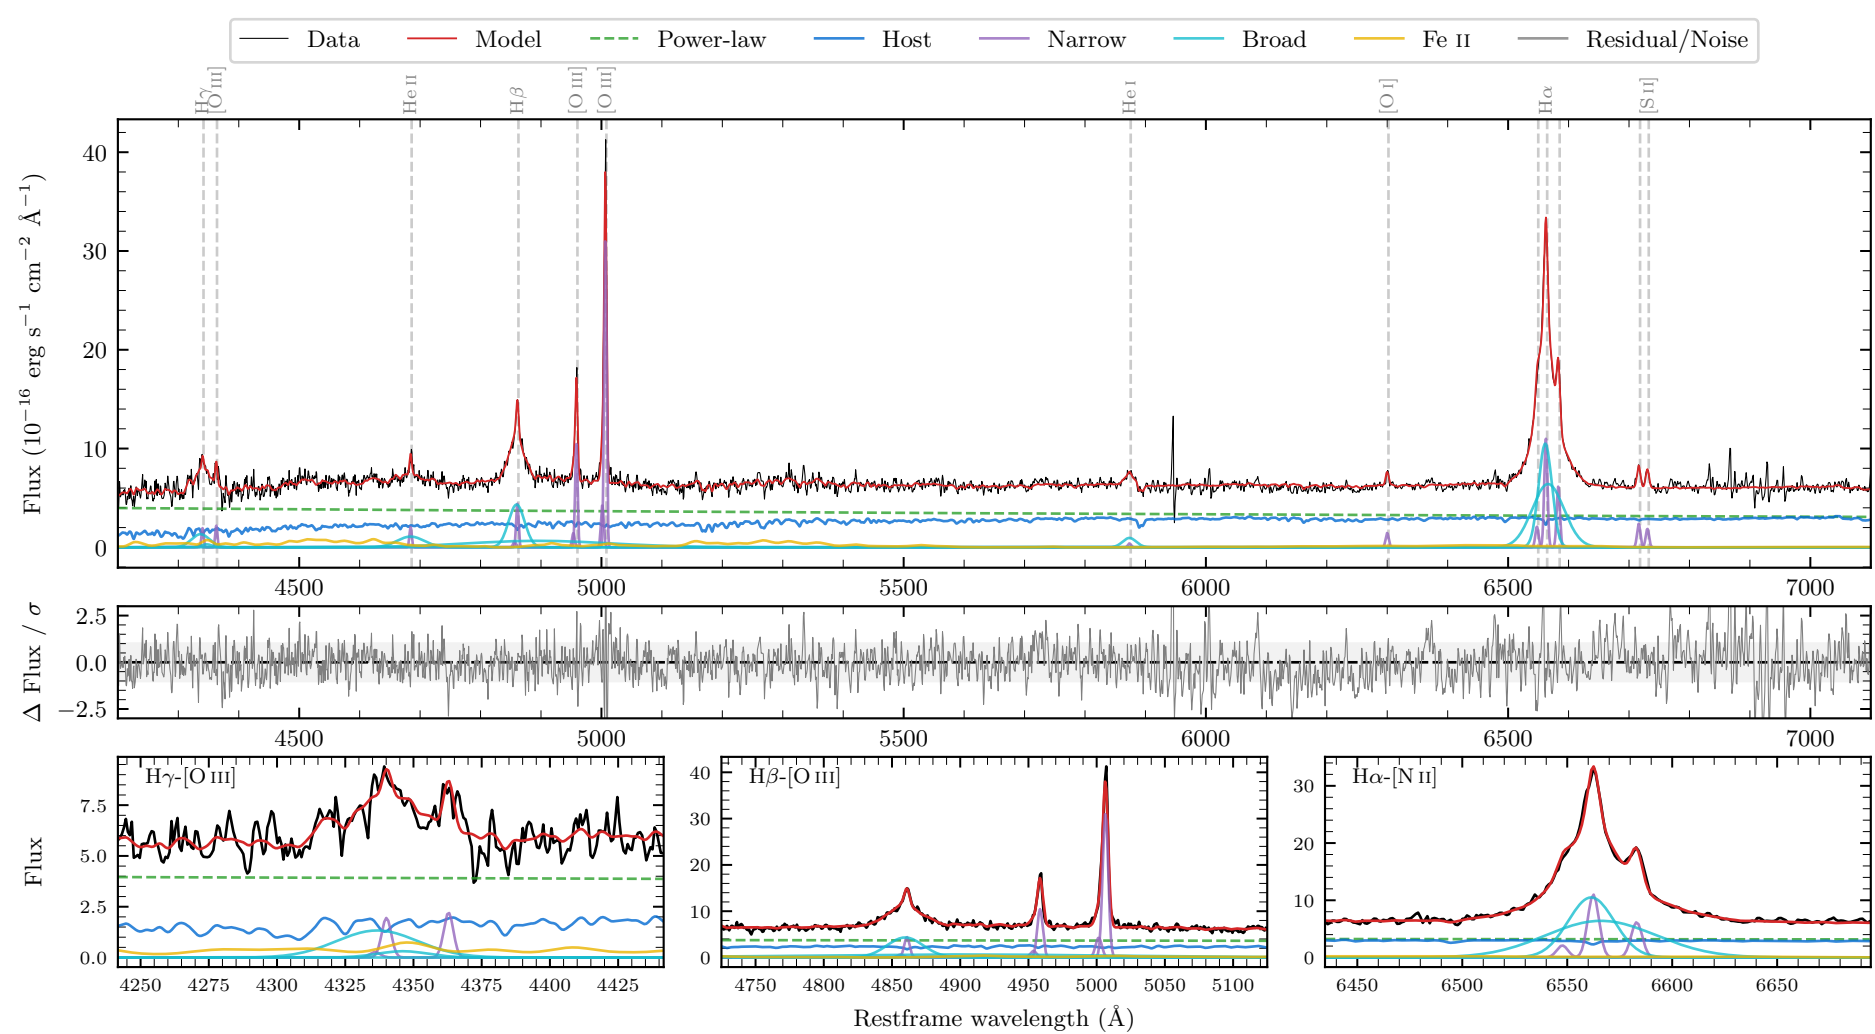 Data Model Power-law Host Narrow Broad Fe II Residual/Noise
Hγ [O III] He II Hβ [O III] [O III] He I [O I] Hα [S II]
Flux (10⁻¹⁶ erg s⁻¹ cm⁻² Å⁻¹)
40
30
20
10
0
4500 5000 5500 6000 6500 7000
Δ Flux / σ
2.5
0.0
−2.5
4500 5000 5500 6000 6500 7000
Flux
Hγ-[O III]
7.5
5.0
2.5
0.0
4250 4275 4300 4325 4350 4375 4400 4425
Hβ-[O III]
40
30
20
10
0
4750 4800 4850 4900 4950 5000 5050 5100
Hα-[N II]
30
20
10
0
6450 6500 6550 6600 6650
Restframe wavelength (Å)